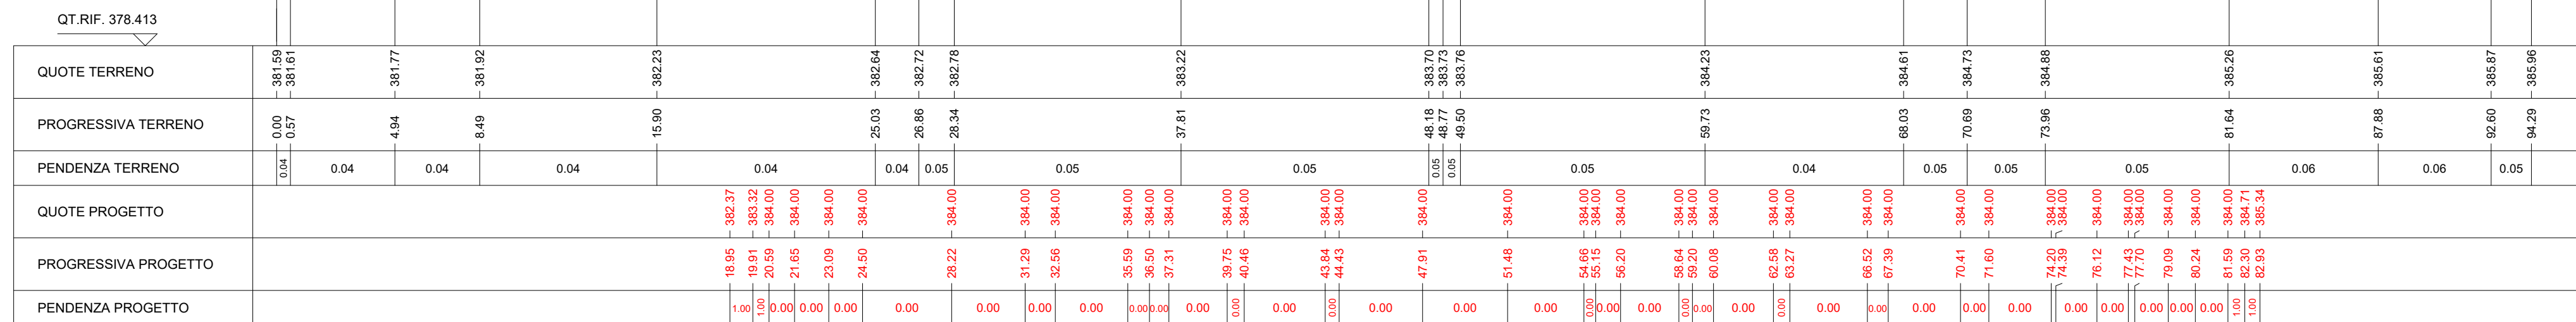 QT.RIF. 378.413
QUOTE TERRENO 381.59 381.61 381.77 381.92 382.23 382.64 382.72 382.78 383.22 383.70 383.73 383.76 384.23 384.61 384.73 384.88 385.26 385.61 385.87 385.96
PROGRESSIVA TERRENO 0.00 0.57 4.94 8.49 15.90 25.03 26.86 28.34 37.81 48.18 48.77 49.50 59.73 68.03 70.69 73.96 81.64 87.88 92.60 94.29
PENDENZA TERRENO 0.04 0.04 0.04 0.04 0.04 0.04 0.05 0.05 0.05 0.05 0.05 0.05 0.04 0.05 0.05 0.05 0.06 0.06 0.05
QUOTE PROGETTO 382.37 383.32 384.00 384.00 384.00 384.00 384.00 384.00 384.00 384.00 384.00 384.00 384.00 384.00 384.00 384.00 384.00 384.00 384.00 384.00 384.00 384.00 384.00 384.00 384.00 384.00 384.00 384.00 384.00 384.00 384.00 384.00 384.00 384.00 384.00 384.00 384.00 384.00 384.71 385.34
PROGRESSIVA PROGETTO 18.95 19.91 20.59 21.65 23.09 24.50 28.22 31.29 32.56 35.59 36.50 37.31 39.75 40.46 43.84 44.43 47.91 51.48 54.66 55.15 56.20 58.64 59.20 60.08 62.58 63.27 66.52 67.39 70.41 71.60 74.20 74.39 76.12 77.43 77.70 79.09 80.24 81.59 82.30 82.93
PENDENZA PROGETTO 1.00 1.00 0.00 0.00 0.00 0.00 0.00 0.00 0.00 0.00 0.00 0.00 0.00 0.00 0.00 0.00 0.00 0.00 0.00 0.00 0.00 0.00 0.00 0.00 0.00 0.00 0.00 0.00 0.00 0.00 0.00 0.00 0.00 0.00 0.00 1.00 1.00